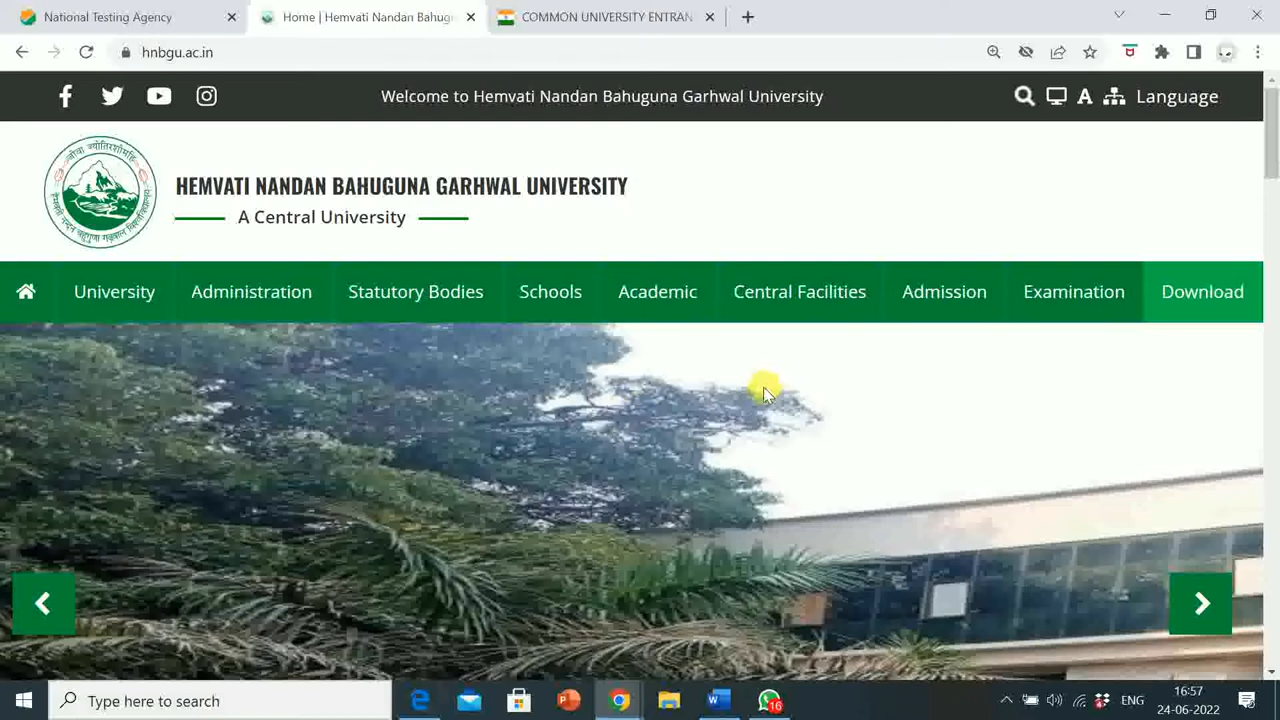 National Testing Agency
Home | Hemvati Nandan Bahug
COMMON UNIVERSITY ENTRAN
hnbgu.ac.in
Welcome to Hemvati Nandan Bahuguna Garhwal University
A
Language
HEMVATI NANDAN BAHUGUNA GARHWAL UNIVERSITY
A Central University
University
Administration
Statutory Bodies
Schools
Academic
Central Facilities
Admission
Examination
Download
Type here to search
16
ENG
16:57
24-06-2022